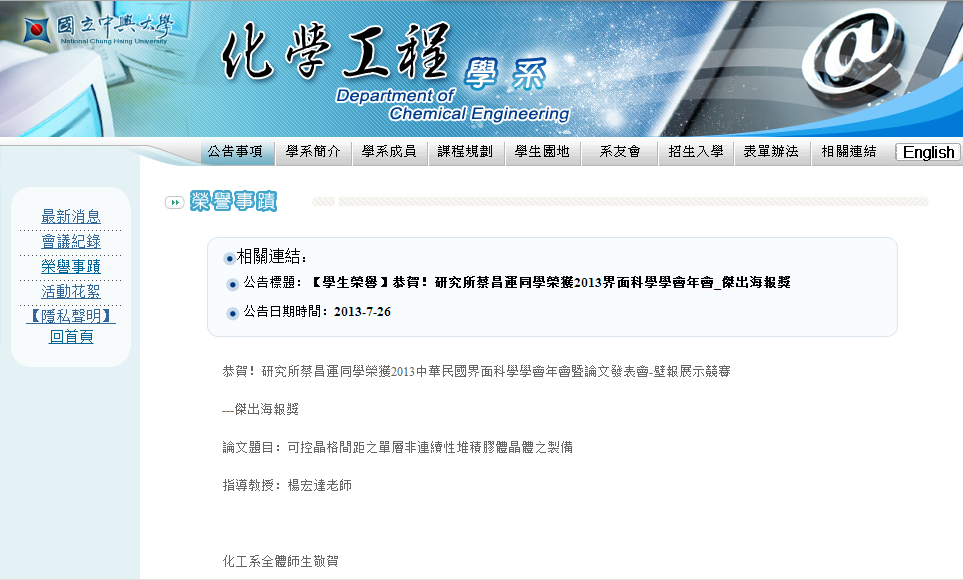 國立中興大學
National Chung Hsing University
化學工程學系
Department of
Chemical Engineering
公告事項 學系簡介 學系成員 課程規劃 學生園地 系友會 招生入學 表單辦法 相關連結 English
榮譽事蹟
最新消息
會議紀錄
榮譽事蹟
活動花絮
【隱私聲明】
回首頁
相關連結：
公告標題：【學生榮譽】恭賀！研究所蔡昌運同學榮獲2013界面科學學會年會_傑出海報獎
公告日期時間：2013-7-26
恭賀！研究所蔡昌運同學榮獲2013中華民國界面科學學會年會暨論文發表會-壁報展示競賽
---傑出海報獎
論文題目：可控晶格間距之單層非連續性堆積膠體晶體之製備
指導教授：楊宏達老師
化工系全體師生敬賀